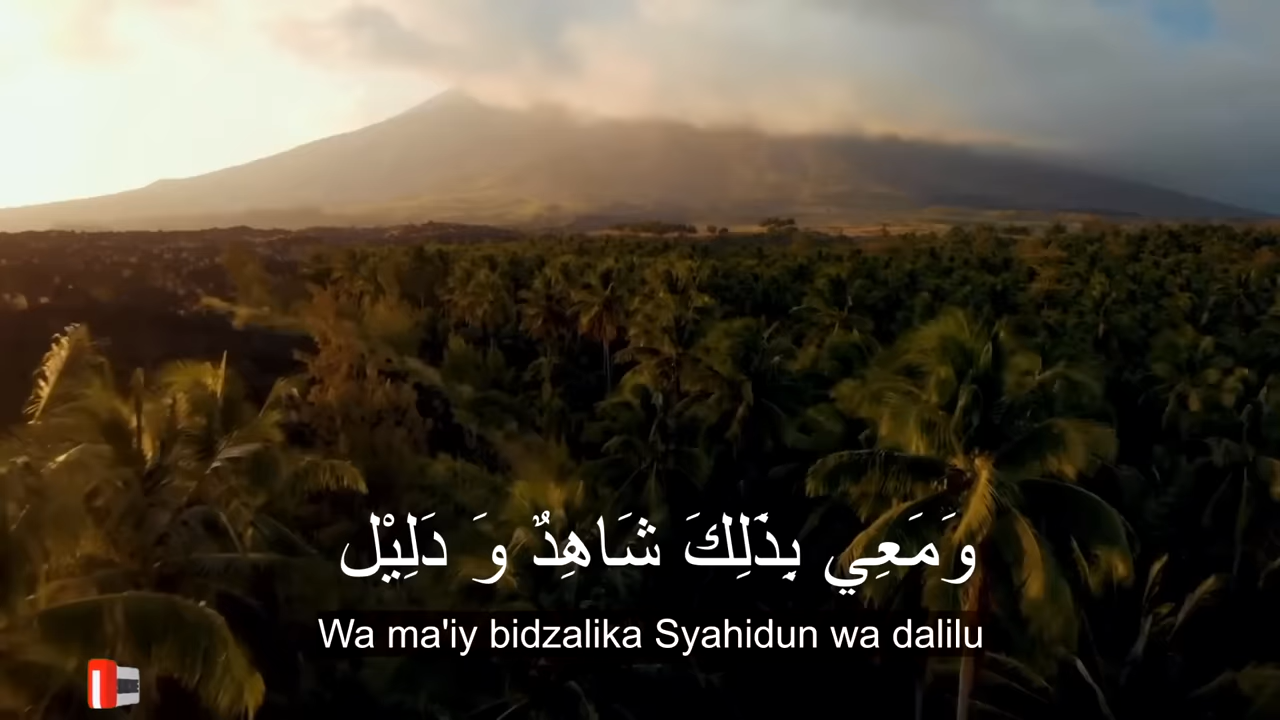 وَمَعِي بِذَلِكَ شَاهِدٌ وَ دَلِيْل
Wa ma'iy bidzalika Syahidun wa dalilu